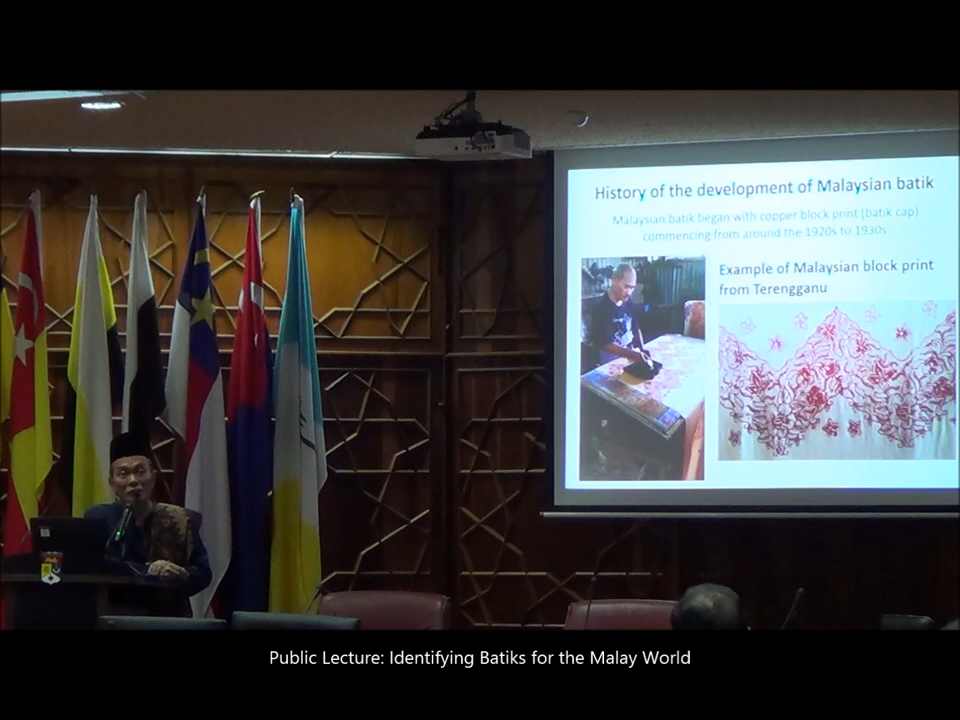 History of the development of Malaysian batik
Malaysian batik began with copper block print (batik cap)
commencing from around the 1920s to 1930s
Example of Malaysian block print
from Terengganu
Public Lecture: Identifying Batiks for the Malay World